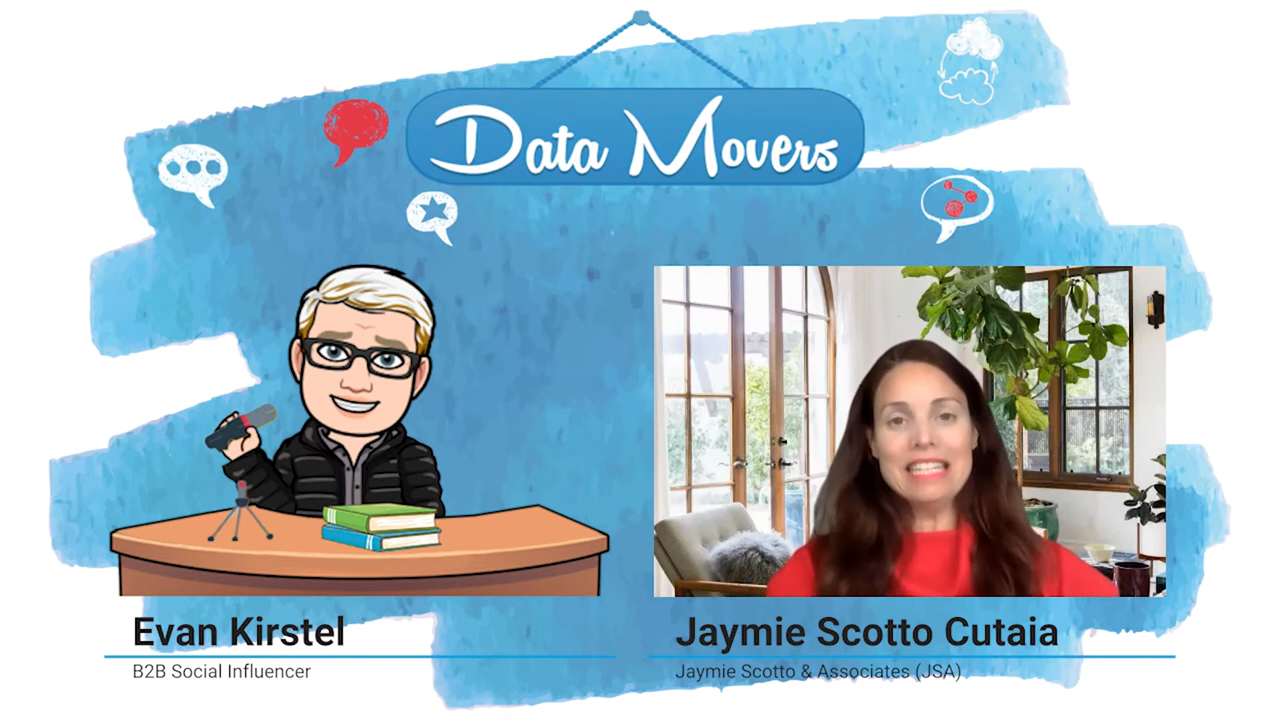 Data Movers
Evan Kirstel
B2B Social Influencer
Jaymie Scotto Cutaia
Jaymie Scotto & Associates (JSA)